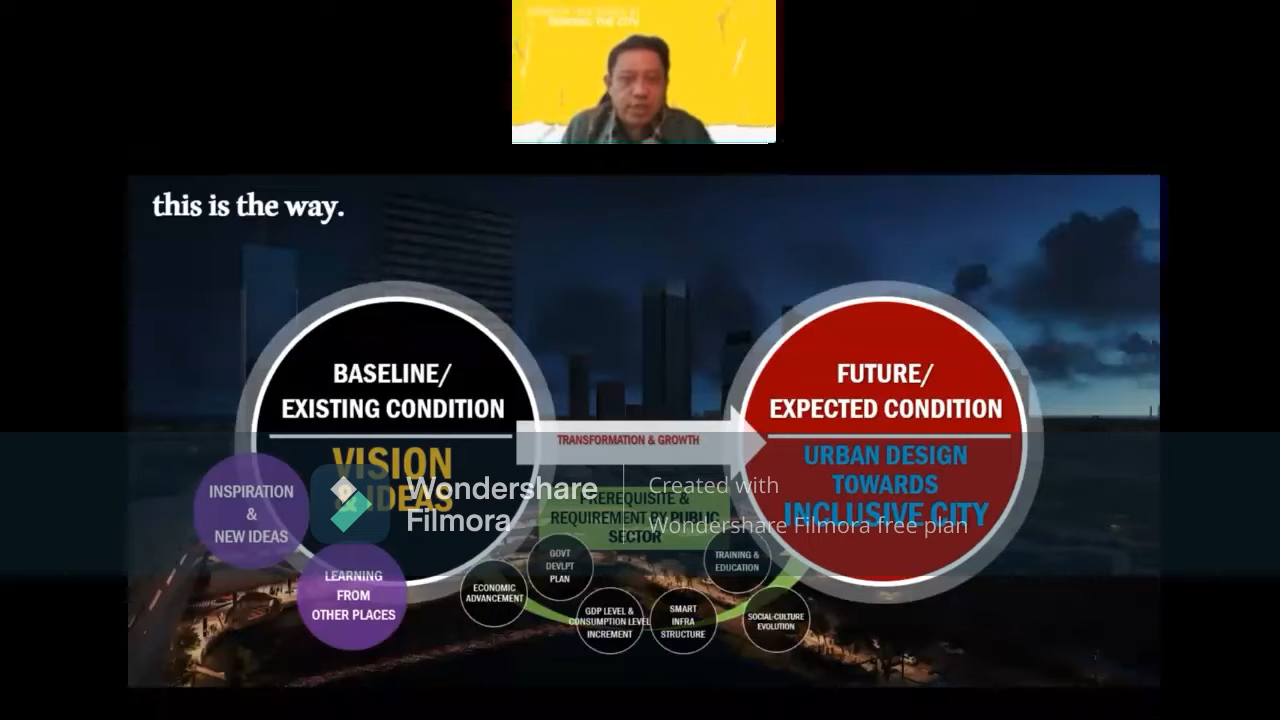 THE CITY
this is the way.
BASELINE/
EXISTING CONDITION
VISION
& IDEAS
INSPIRATION
&
NEW IDEAS
LEARNING
FROM
OTHER PLACES
TRANSFORMATION & GROWTH
PREREQUISITE &
REQUIREMENT BY PUBLIC
SECTOR
ECONOMIC
ADVANCEMENT
GOVT
DEVLPT
PLAN
GDP LEVEL &
CONSUMPTION LEVEL
INCREMENT
SMART
INFRA
STRUCTURE
TRAINING &
EDUCATION
SOCIAL-CULTURE
EVOLUTION
FUTURE/
EXPECTED CONDITION
URBAN DESIGN
TOWARDS
INCLUSIVE CITY
Wondershare
Filmora
Created with
Wondershare Filmora free plan